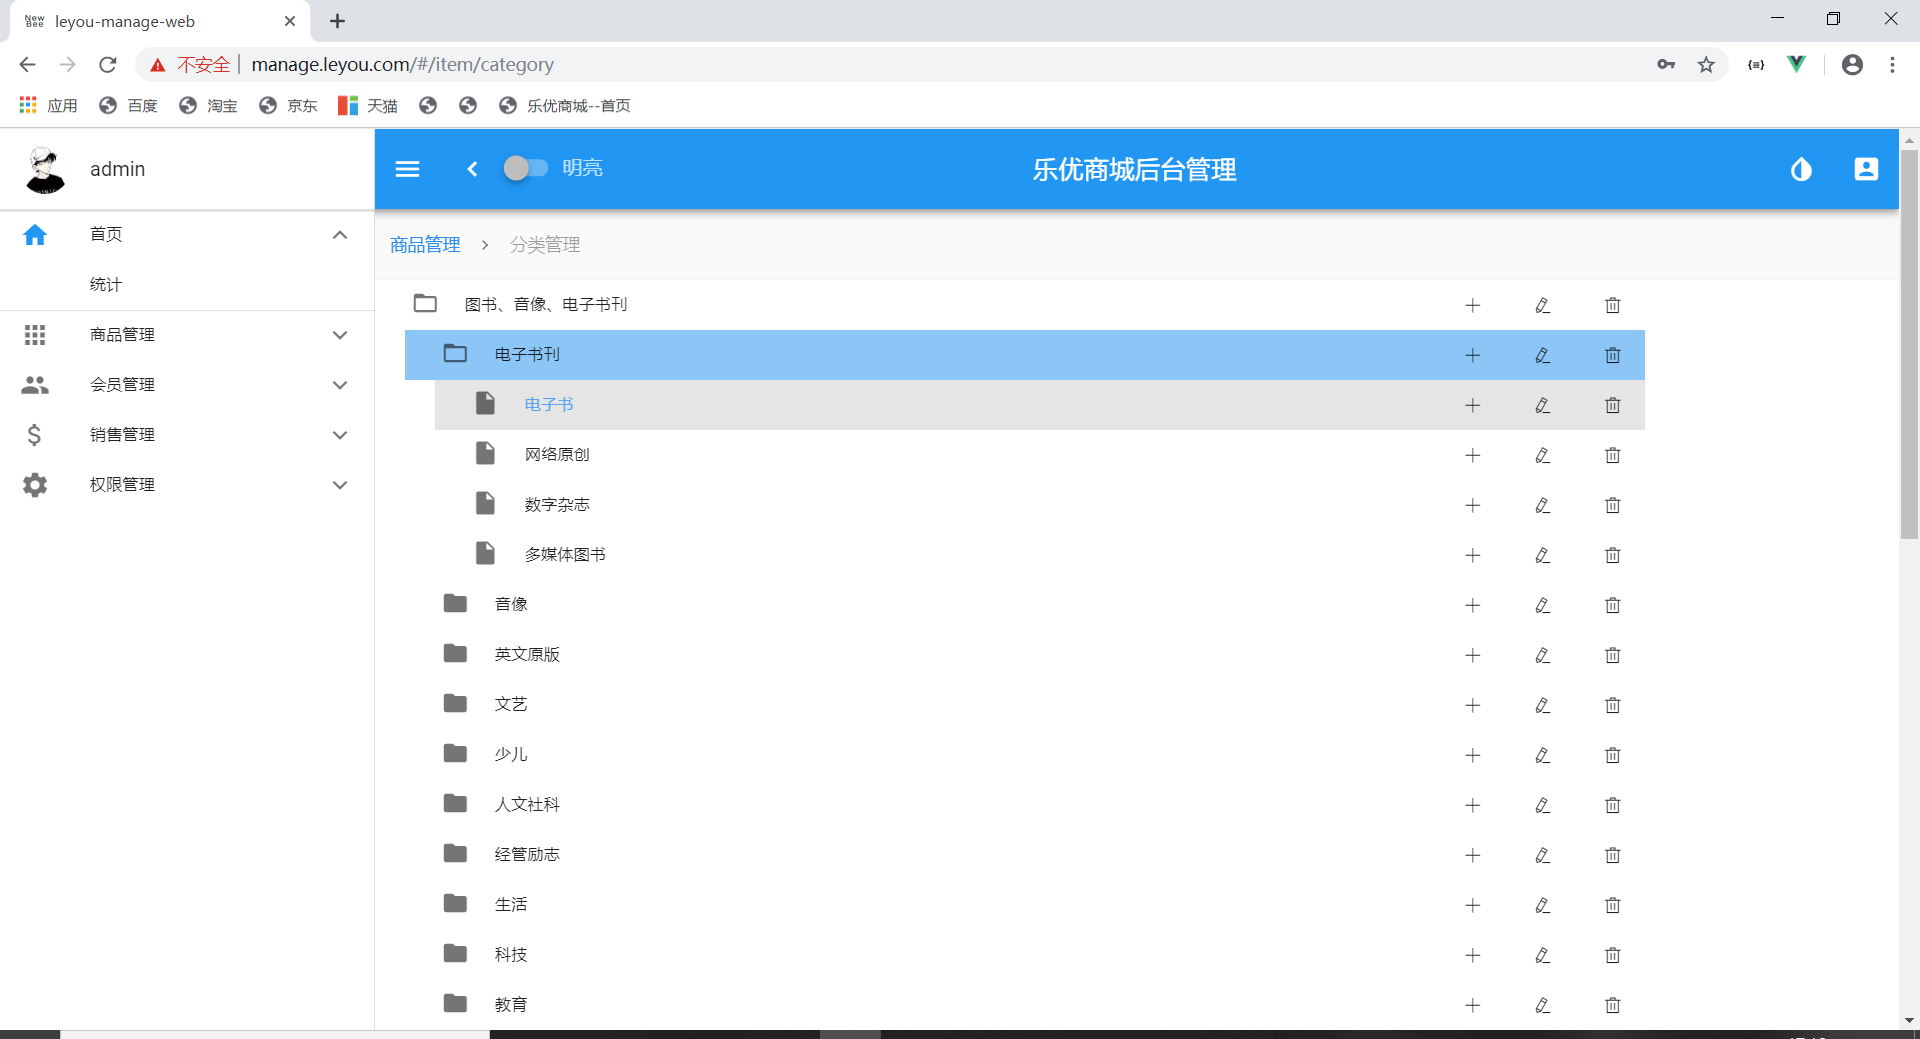 New Bee leyou-manage-web
不安全 manage.leyou.com/#/item/category
应用 百度 淘宝 京东 天猫 乐优商城--首页
admin
明亮
乐优商城后台管理
首页
统计
商品管理
会员管理
销售管理
权限管理
商品管理 > 分类管理
图书、音像、电子书刊
电子书刊
电子书
网络原创
数字杂志
多媒体图书
音像
英文原版
文艺
少儿
人文社科
经管励志
生活
科技
教育